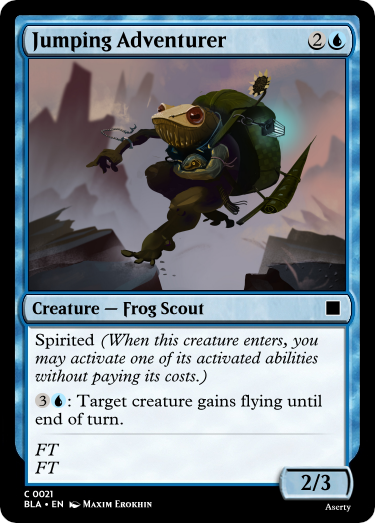 Jumping Adventurer 2
Creature — Frog Scout
Spirited (When this creature enters, you
may activate one of its activated abilities
without paying its costs.)
3: Target creature gains flying until
end of turn.
FT
FT
2/3
C 0021
BLA • EN Maxim Erokhin
Aserty